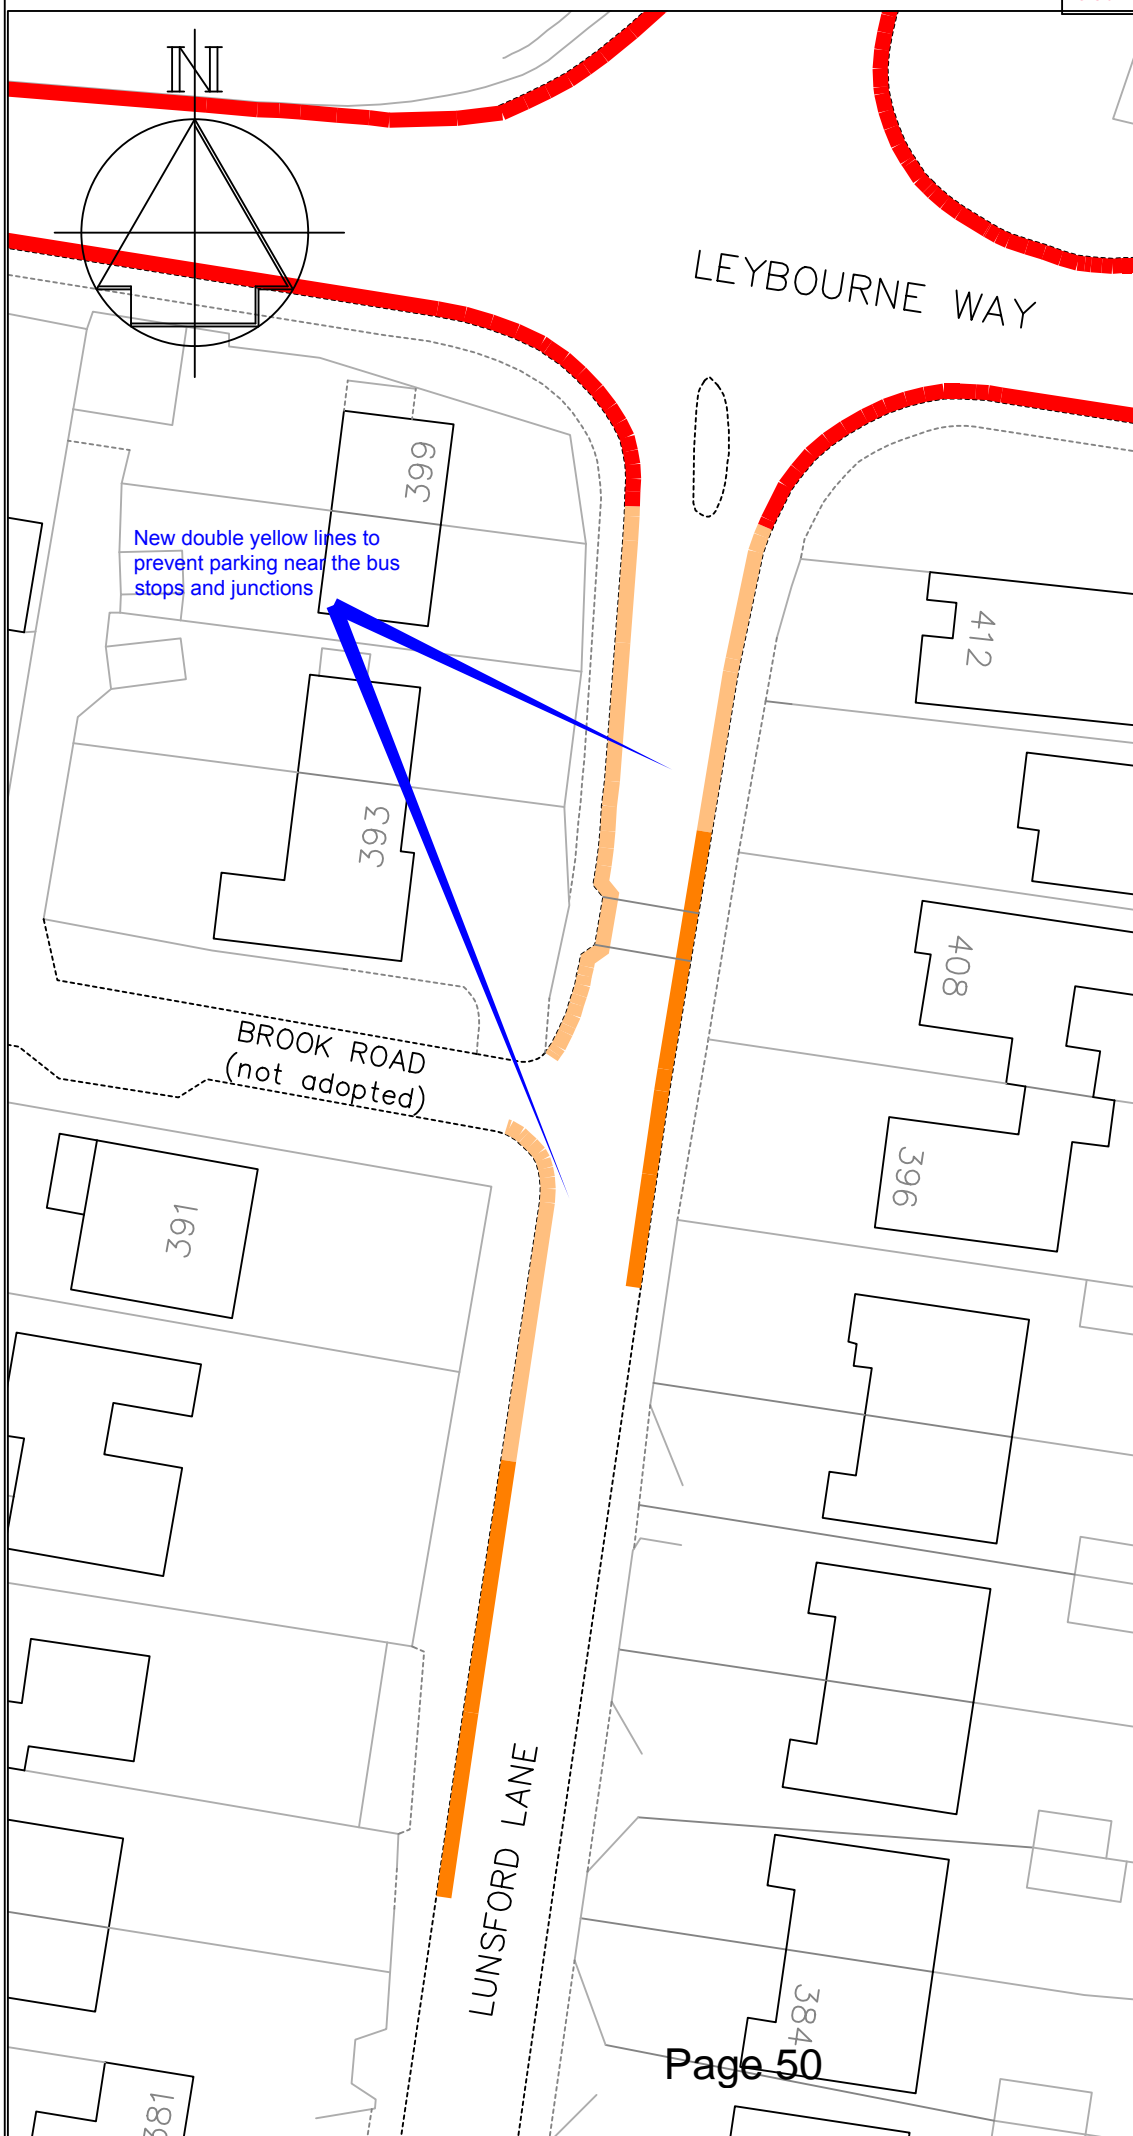 N
LEYBOURNE WAY
399
New double yellow lines to
prevent parking near the bus
stops and junctions
412
393
408
BROOK ROAD
(not adopted)
396
391
LUNSFORD LANE
384
Page 50
381